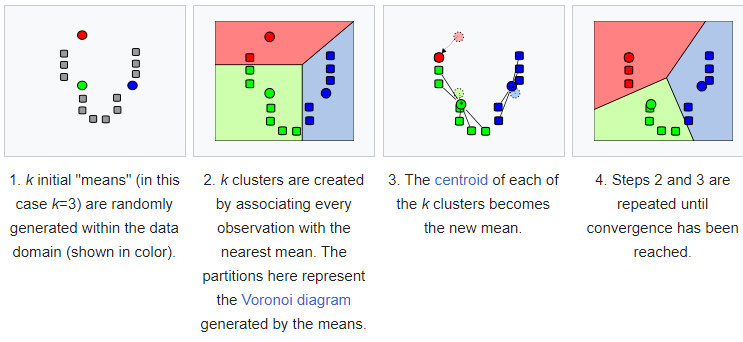 1. k initial "means" (in this
case k=3) are randomly
generated within the data
domain (shown in color).
2. k clusters are created
by associating every
observation with the
nearest mean. The
partitions here represent
the Voronoi diagram
generated by the means.
3. The centroid of each of
the k clusters becomes
the new mean.
4. Steps 2 and 3 are
repeated until
convergence has been
reached.